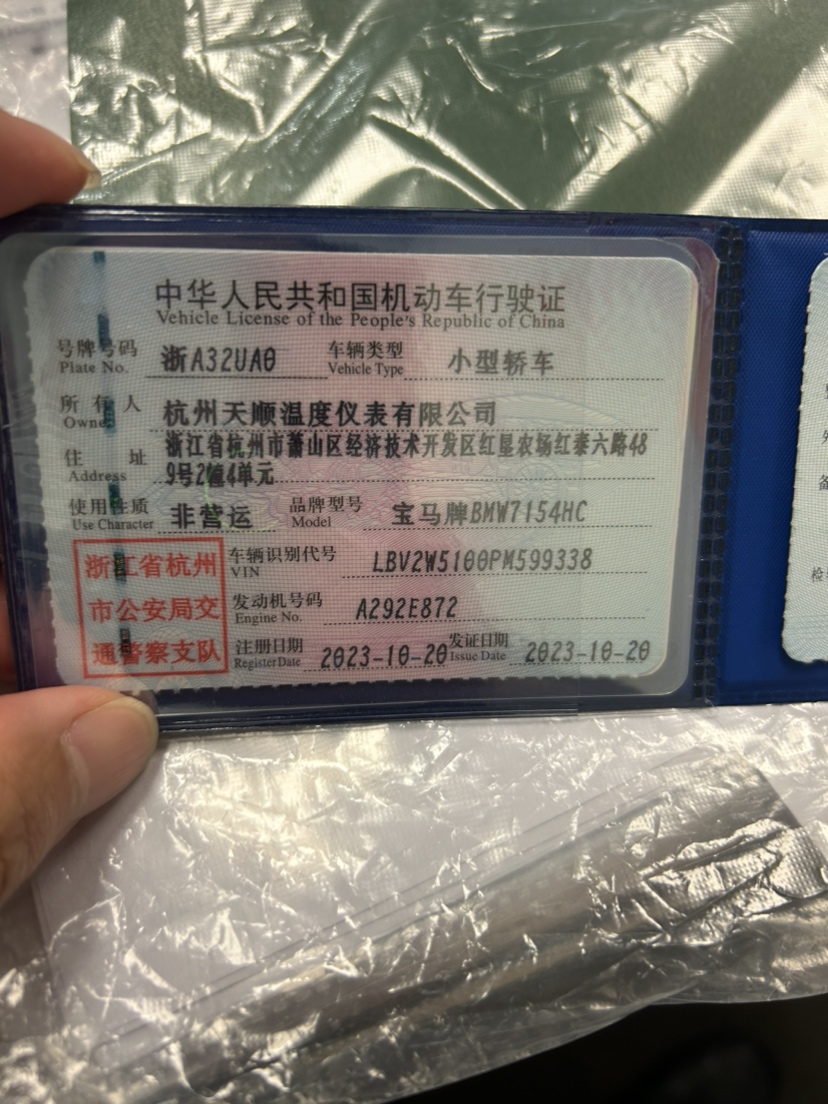 中华人民共和国机动车行驶证
Vehicle License of the People's Republic of China
号牌号码 浙A32UA0 车辆类型 小型轿车
Plate No. Vehicle Type
所有人 杭州天顺温度仪表有限公司
Owner
浙江省杭州市萧山区经济技术开发区红垦农场红泰六路48
住址 9号2幢4单元
Address
使用性质 非营运 品牌型号 宝马牌BMW7154HC
Use Character Model
浙江省杭州 车辆识别代号 LBV2W5100PM599338
VIN
市公安局交 发动机号码 A292E872
Engine No.
通警察支队 注册日期 2023-10-20 发证日期 2023-10-20
Register Date Issue Date